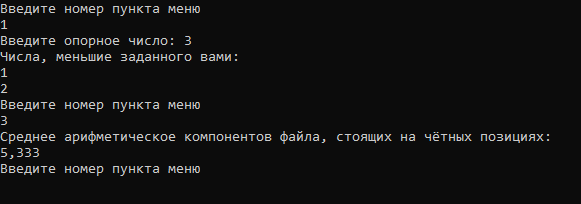 Введите номер пункта меню
1
Введите опорное число: 3
Числа, меньшие заданного вами:
1
2
Введите номер пункта меню
3
Среднее арифметическое компонентов файла, стоящих на чётных позициях:
5,333
Введите номер пункта меню